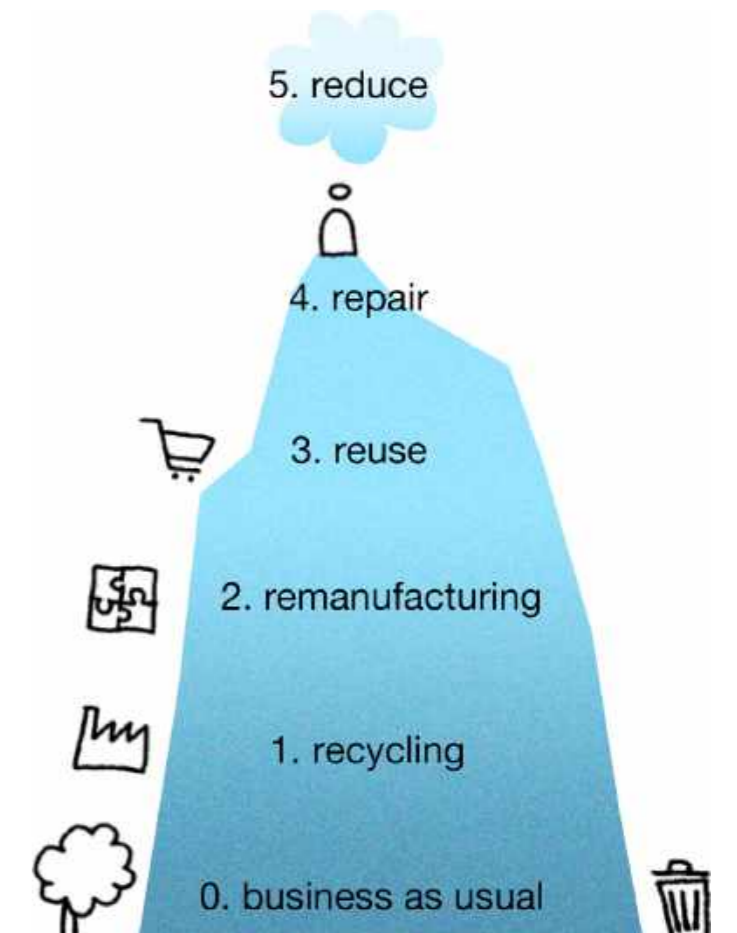 5. reduce
4. repair
3. reuse
2. remanufacturing
1. recycling
0. business as usual